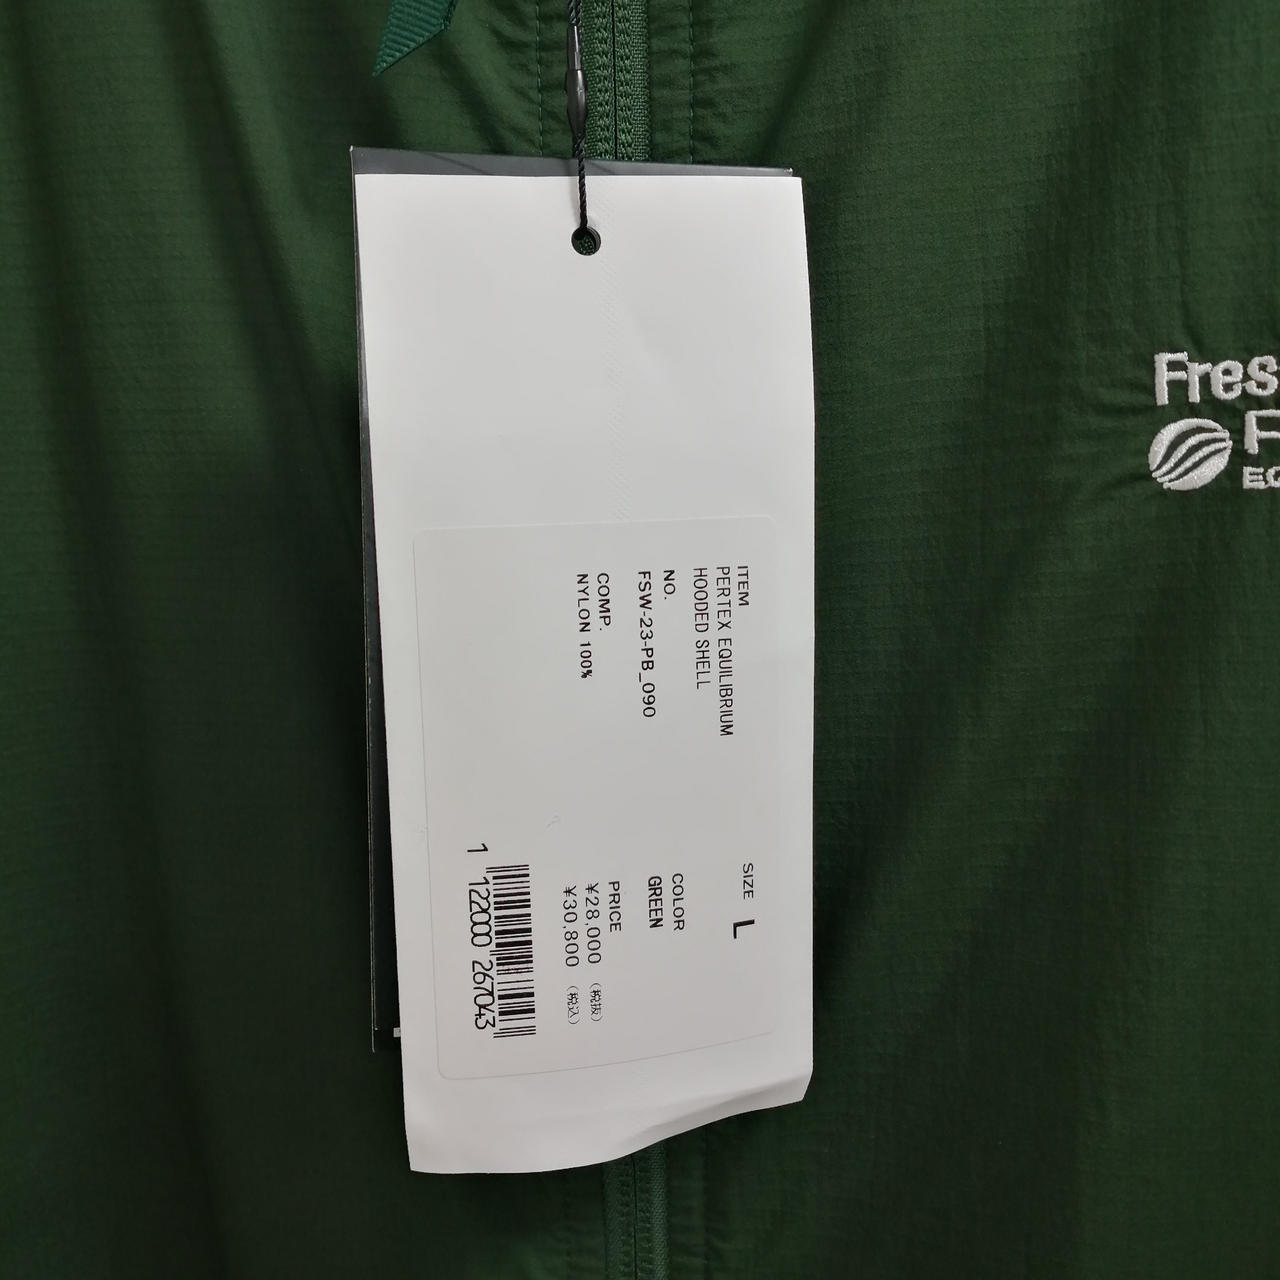 ITEM
PERTEX EQUILIBRIUM
HOODED SHELL
NO.
FSW-23-PB_090
COMP.
NYLON 100%
SIZE L
COLOR
GREEN
PRICE
¥28,000 (税抜)
¥30,800 (税込)
1 122000 267043
Fres
F
EQ